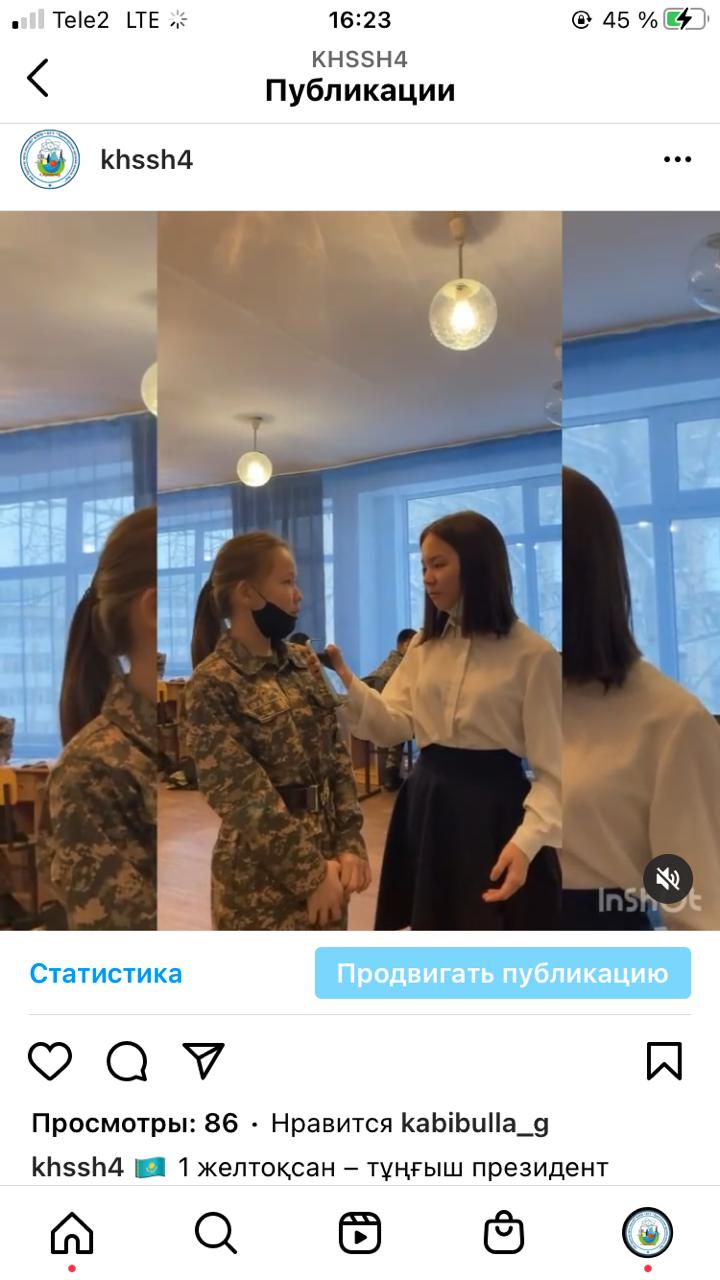 Tele2 LTE 16:23 45 %
KHSSH4
Публикации
khssh4
InShOt
Статистика
Продвигать публикацию
Просмотры: 86 · Нравится kabibulla_g
khssh4 🇰🇿 1 желтоқсан – тұңғыш президент